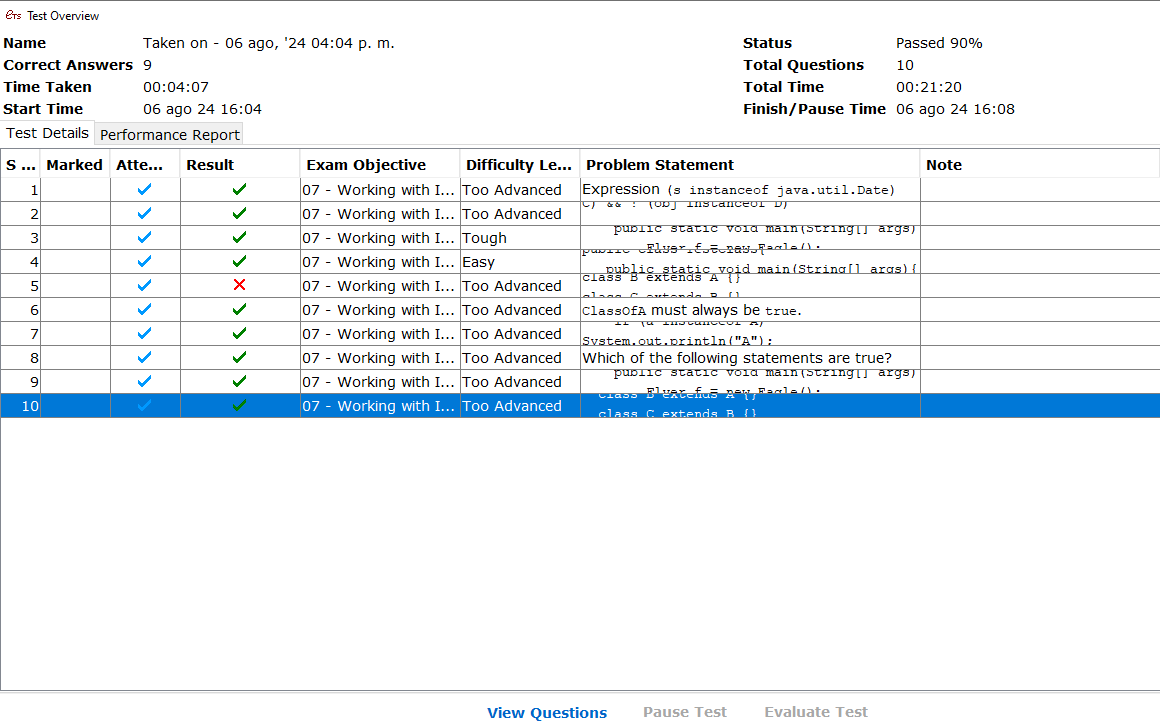 eTS Test Overview
Name Taken on - 06 ago, '24 04:04 p. m. Status Passed 90%
Correct Answers 9 Total Questions 10
Time Taken 00:04:07 Total Time 00:21:20
Start Time 06 ago 24 16:04 Finish/Pause Time 06 ago 24 16:08
Test Details Performance Report
S ... Marked Atte... Result Exam Objective Difficulty Le... Problem Statement Note
1 07 - Working with I... Too Advanced Expression (s instanceof java.util.Date)
2 07 - Working with I... Too Advanced C) && ! (obj instanceof D)
3 07 - Working with I... Tough public static void main(String[] args)
Flyer f = new Eagle();
4 07 - Working with I... Easy public class Test{
public static void main(String[] args){
5 07 - Working with I... Too Advanced class B extends A {}
class C extends B {}
6 07 - Working with I... Too Advanced ClassOfA must always be true.
7 07 - Working with I... Too Advanced if (a instanceof A)
System.out.println("A");
8 07 - Working with I... Too Advanced Which of the following statements are true?
9 07 - Working with I... Too Advanced public static void main(String[] args)
Flyer f = new Eagle();
10 07 - Working with I... Too Advanced class B extends A {}
class C extends B {}
View Questions Pause Test Evaluate Test